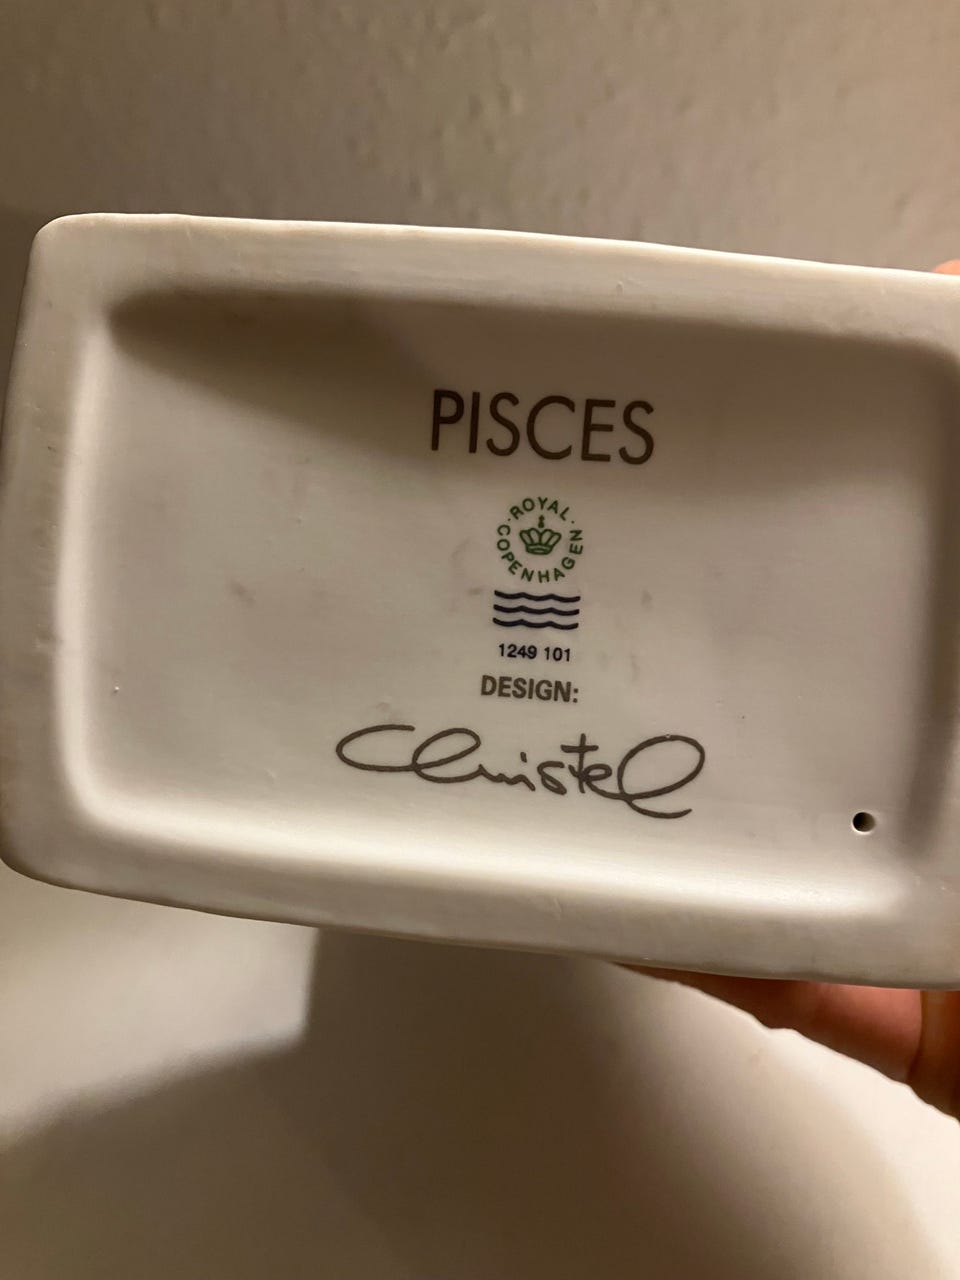 PISCES
ROYAL
COPENHAGEN
1249 101
DESIGN:
Christel